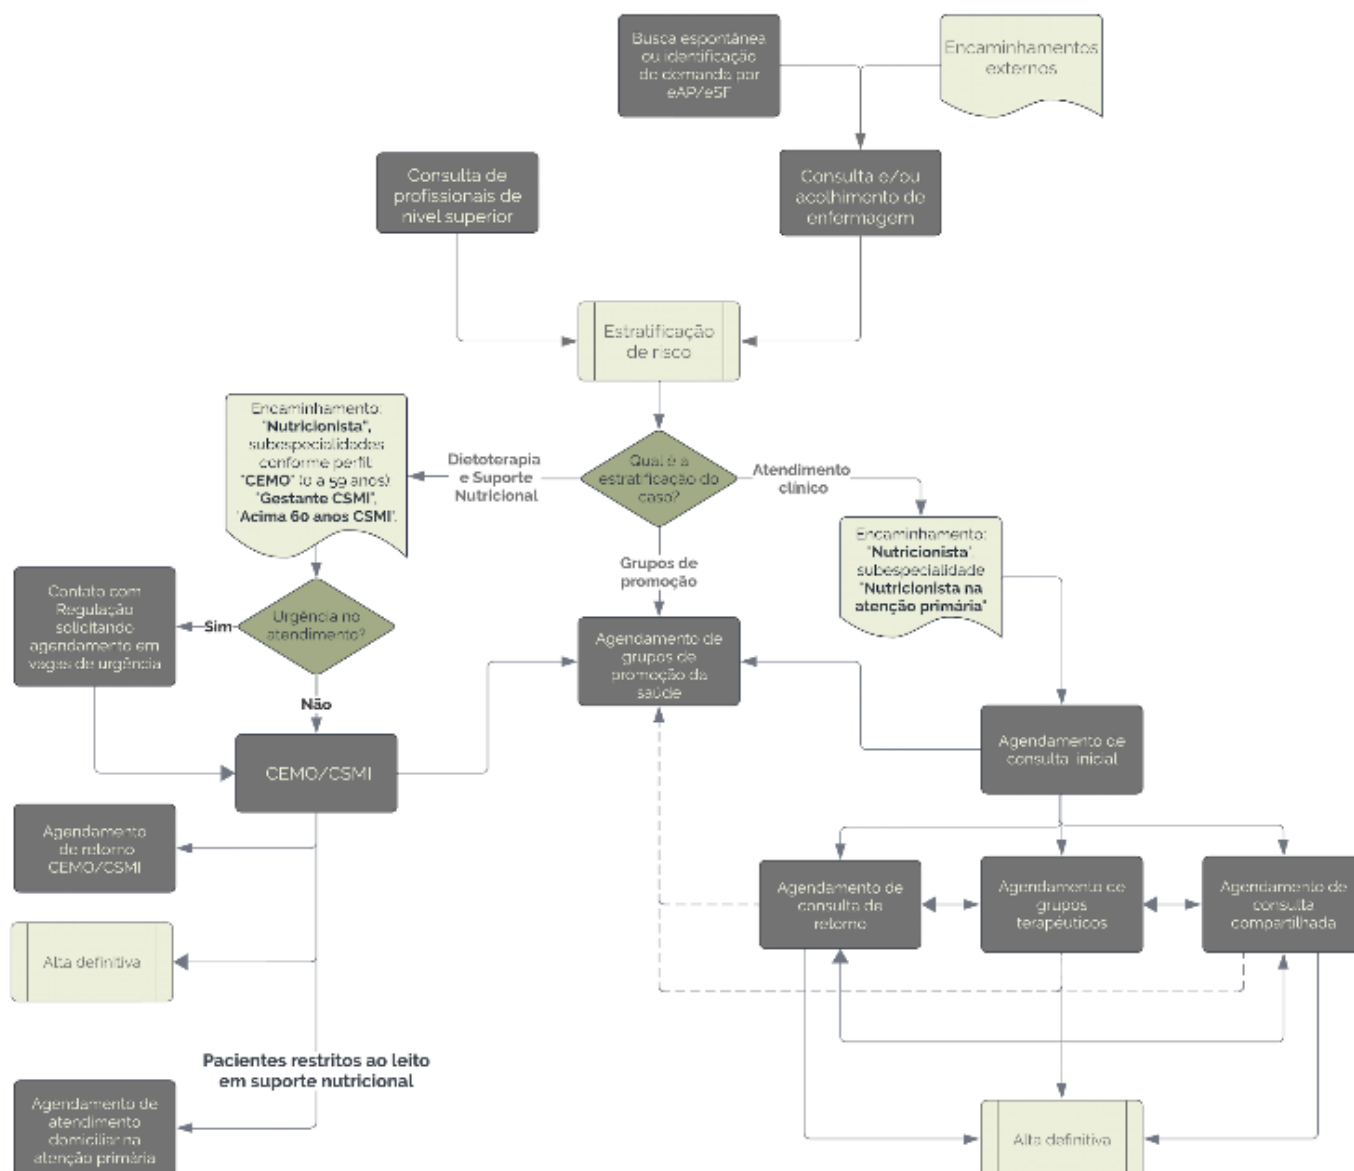 Busca espontânea
ou identificação
de demanda por
eAP/eSF
Encaminhamentos
externos
Consulta de
profissionais de
nível superior
Consulta e/ou
acolhimento de
enfermagem
Estratificação
de risco
Encaminhamento:
"Nutricionista",
subespecialidades
conforme perfil:
"CEMO" (0 a 59 anos)
"Gestante CSMI",
"Acima 60 anos CSMI".
Dietoterapia
e Suporte
Nutricional
Qual é a
estratificação do
caso?
Atendimento
clínico
Encaminhamento:
"Nutricionista",
subespecialidade
"Nutricionista na
atenção primária"
Grupos de
promoção
Contato com
Regulação
solicitando
agendamento em
vagas de urgência
Sim
Urgência no
atendimento?
Não
Agendamento de
grupos de
promoção da
saúde
CEMO/CSMI
Agendamento de
consulta inicial
Agendamento
de retorno
CEMO/CSMI
Agendamento de
consulta de
retorno
Agendamento de
grupos
terapêuticos
Agendamento de
consulta
compartilhada
Alta definitiva
Pacientes restritos ao leito
em suporte nutricional
Agendamento de
atendimento
domiciliar na
atenção primária
Alta definitiva